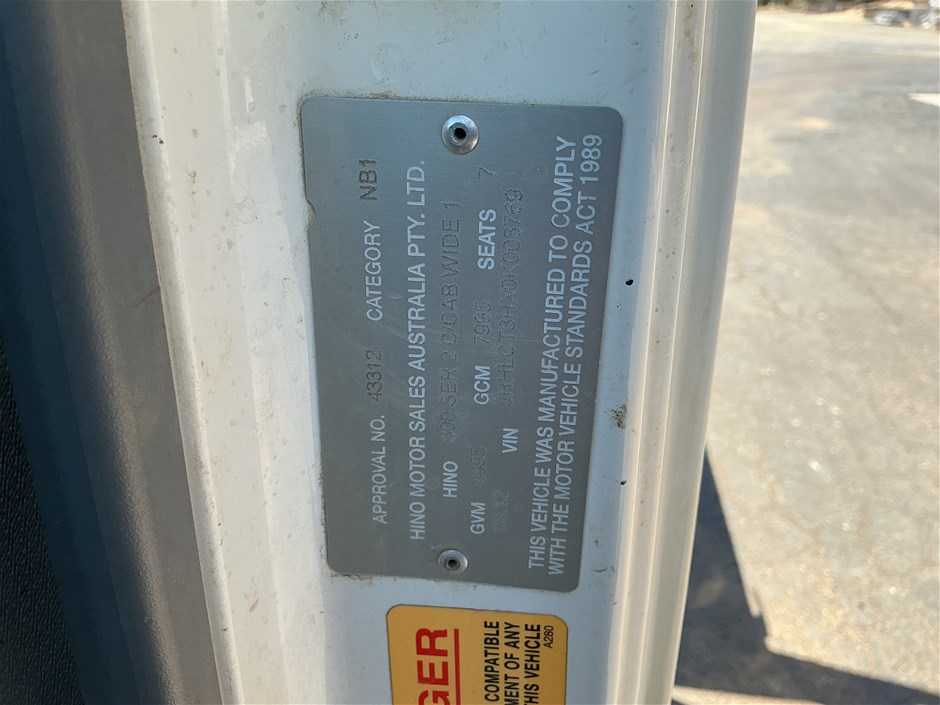 APPROVAL NO. 43312 CATEGORY NB1
HINO MOTOR SALES AUSTRALIA PTY. LTD.
HINO 300 SER 2 D/CAB WIDE 1
GVM GCM 7995 SEATS 7
VIN
THIS VEHICLE WAS MANUFACTURED TO COMPLY
WITH THE MOTOR VEHICLE STANDARDS ACT 1989
GER
COMPATIBLE
MENT OF ANY
THIS VEHICLE
A280